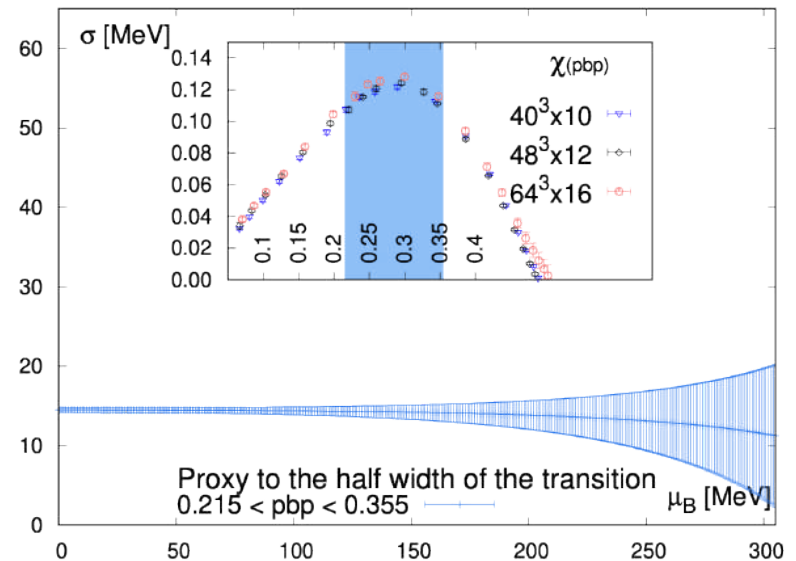 60
50
40
30
20
10
0
σ [MeV]
0.14
0.12
0.10
0.08
0.06
0.04
0.02
0.00
χ(pbp)
40³x10
48³x12
64³x16
0.1 0.15 0.2 0.25 0.3 0.35 0.4
Proxy to the half width of the transition
0.215 < pbp < 0.355
μB [MeV]
0 50 100 150 200 250 300